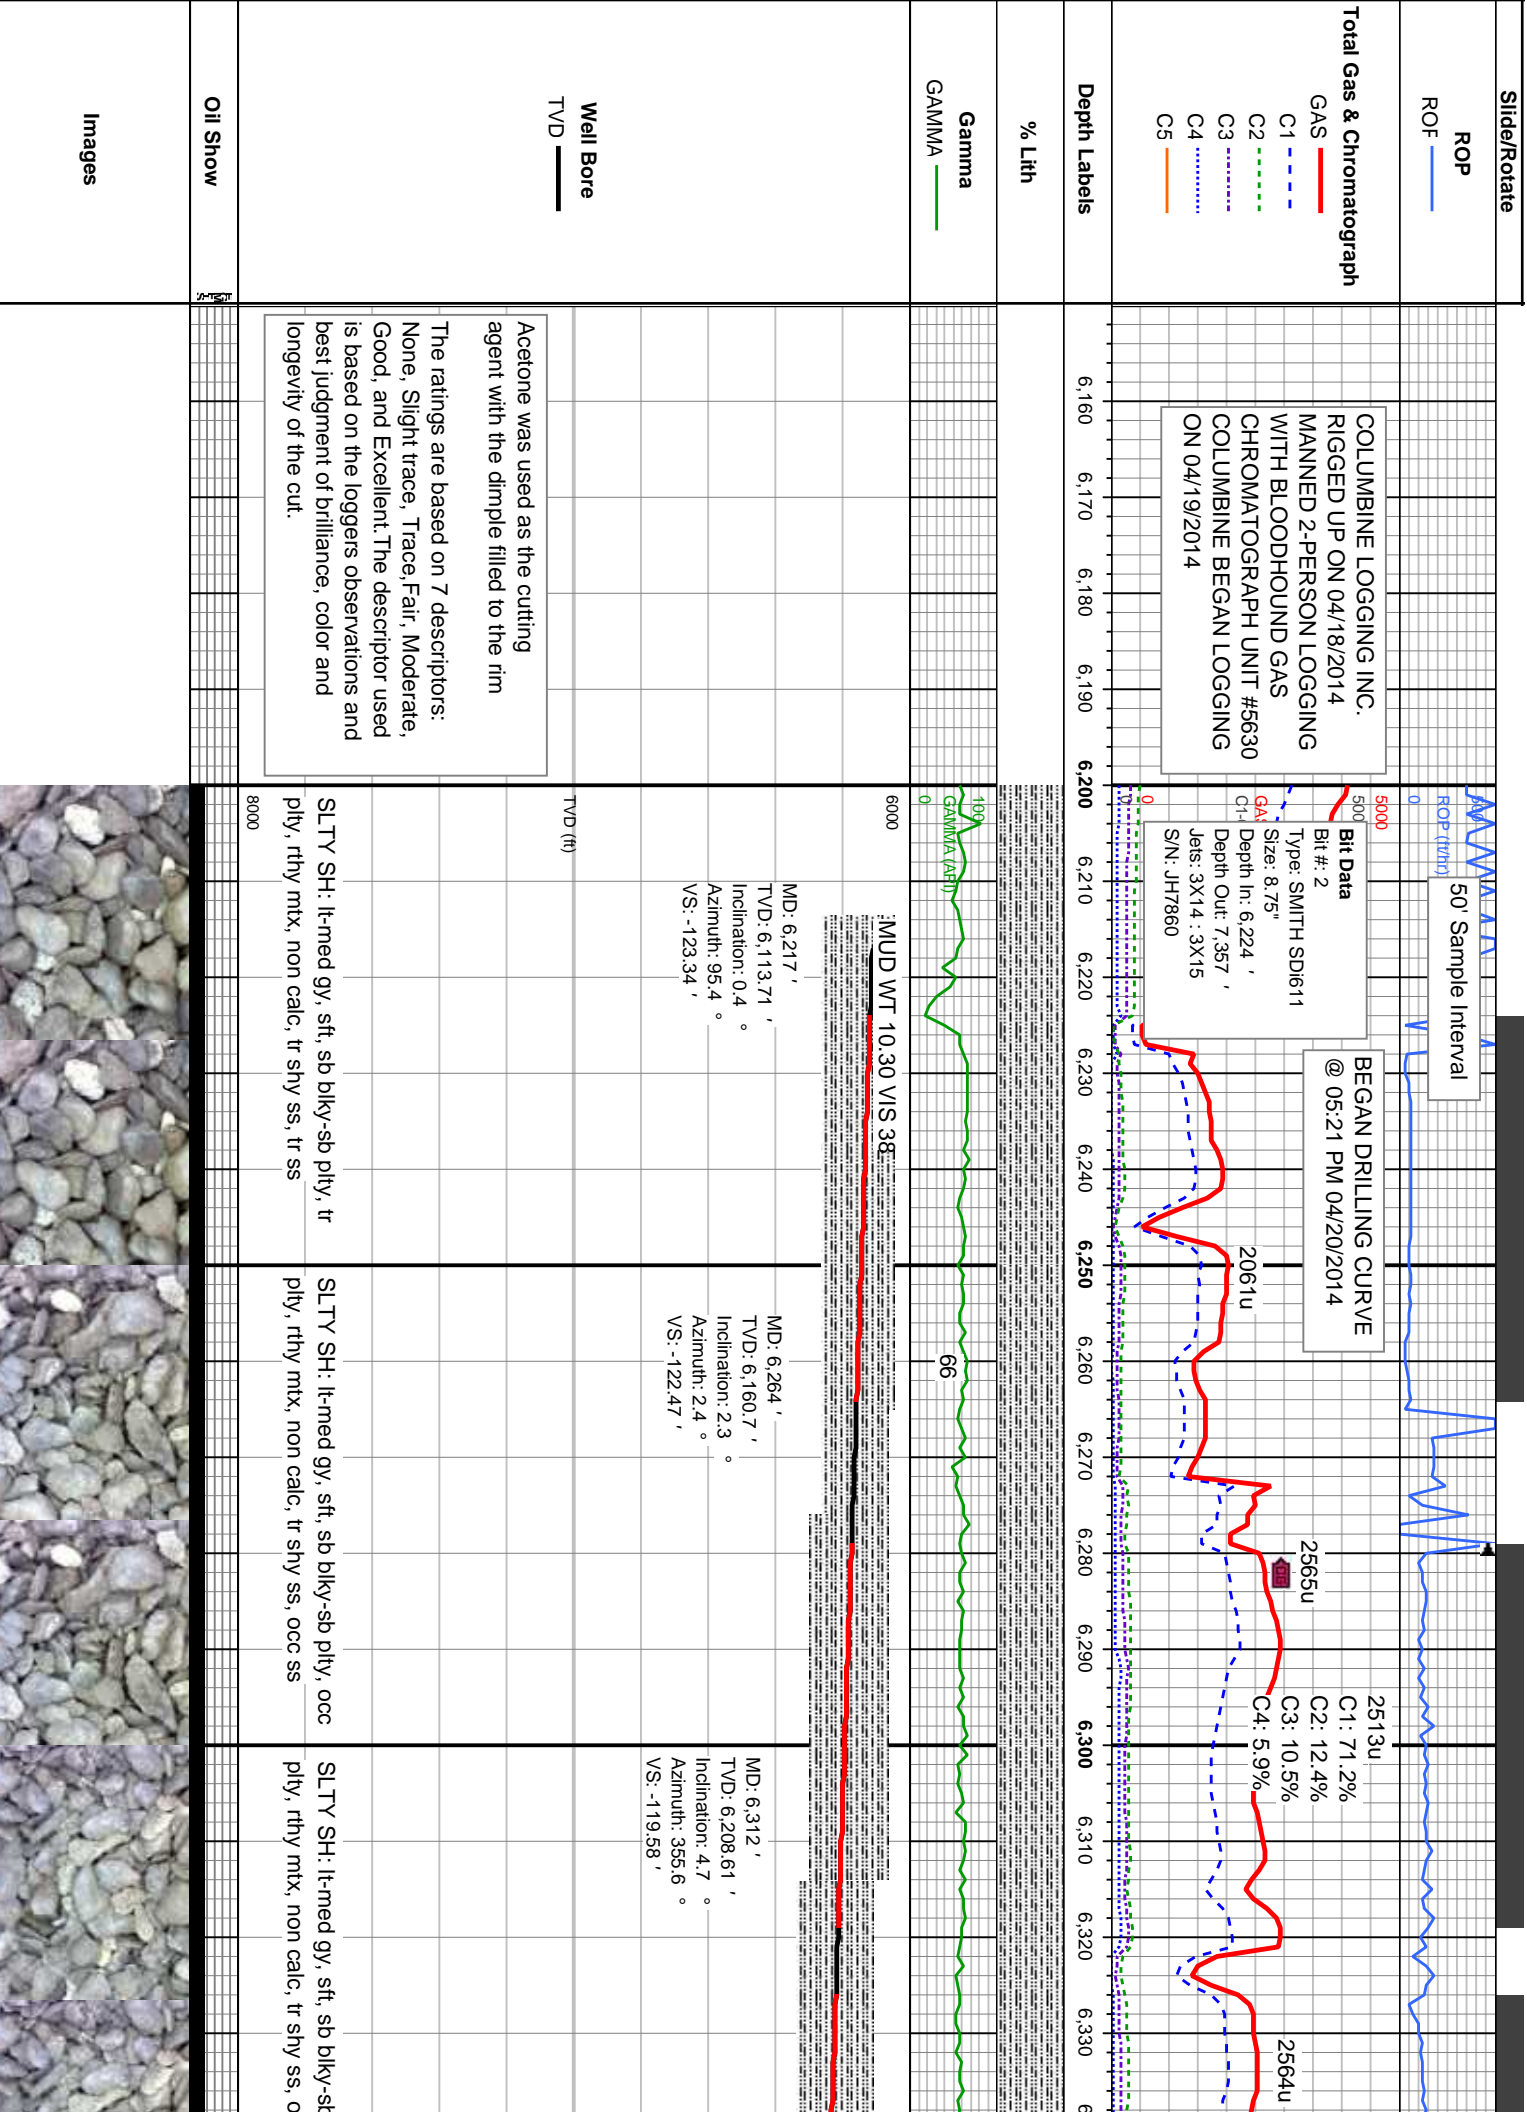 Slide/Rotate
ROP
ROP
Total Gas & Chromatograph
GAS
C1
C2
C3
C4
C5
Depth Labels
% Lith
Gamma
GAMMA
Well Bore
TVD
Oil Show
Images
COLUMBINE LOGGING INC.
RIGGED UP ON 04/18/2014
MANNED 2-PERSON LOGGING
WITH BLOODHOUND GAS
CHROMATOGRAPH UNIT #5630
COLUMBINE BEGAN LOGGING
ON 04/19/2014
Acetone was used as the cutting
agent with the dimple filled to the rim
The ratings are based on 7 descriptors:
None, Slight trace, Trace,Fair, Moderate,
Good, and Excellent.The descriptor used
is based on the loggers observations and
best judgment of brilliance, color and
longevity of the cut.
ROP (ft/hr)
0
50' Sample Interval
5000
500
0
0
Bit Data
Bit #: 2
Type: SMITH SDi611
Size: 8.75"
Depth In: 6,224 '
Depth Out: 7,357 '
Jets: 3X14 : 3X15
S/N: JH7860
BEGAN DRILLING CURVE
@ 05:21 PM 04/20/2014
2061u
2565u
2513u
C1: 71.2%
C2: 12.4%
C3: 10.5%
C4: 5.9%
2564u
6,160
6,170
6,180
6,190
6,200
6,210
6,220
6,230
6,240
6,250
6,260
6,270
6,280
6,290
6,300
6,310
6,320
6,330
100
GAMMA (API)
0
66
6000
TVD (ft)
8000
MUD WT 10.30 VIS 38
MD: 6,217 '
TVD: 6,113.71 '
Inclination: 0.4 °
Azimuth: 95.4 °
VS: -123.34 '
MD: 6,264 '
TVD: 6,160.7 '
Inclination: 2.3 °
Azimuth: 2.4 °
VS: -122.47 '
MD: 6,312 '
TVD: 6,208.61 '
Inclination: 4.7 °
Azimuth: 355.6 °
VS: -119.58 '
SLTY SH: lt-med gy, sft, sb blky-sb plty, tr
plty, rthy mtx, non calc, tr shy ss, tr ss
SLTY SH: lt-med gy, sft, sb blky-sb plty, occ
plty, rthy mtx, non calc, tr shy ss, occ ss
SLTY SH: lt-med gy, sft, sb blky-sb
plty, rthy mtx, non calc, tr shy ss, o